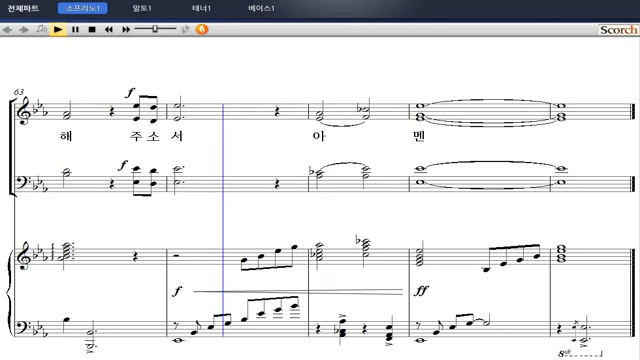 전체파트 소프라노1 알토1 테너1 베이스1
Scorch
63
f
해 주소서 아 멘
f
f ff
8vb